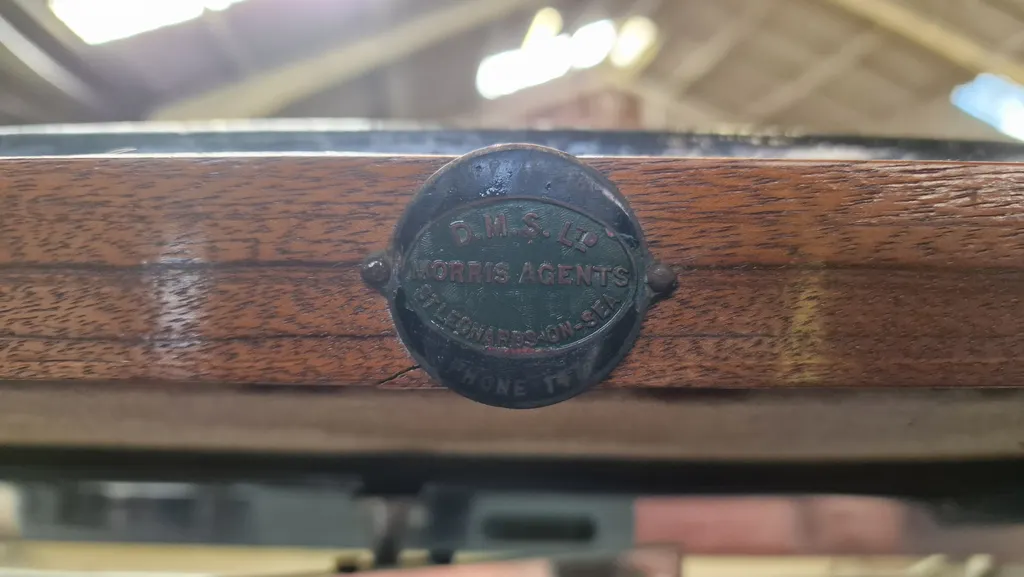 D.M.S. LTD
MORRIS AGENTS
ST LEONARDS-ON-SEA
PHONE